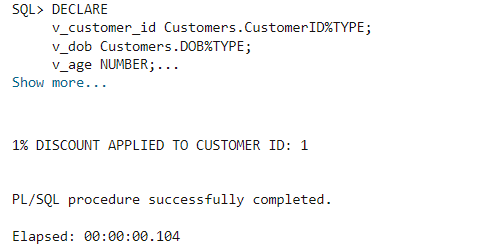 SQL> DECLARE
v_customer_id Customers.CustomerID%TYPE;
v_dob Customers.DOB%TYPE;
v_age NUMBER;...
Show more...
1% DISCOUNT APPLIED TO CUSTOMER ID: 1
PL/SQL procedure successfully completed.
Elapsed: 00:00:00.104